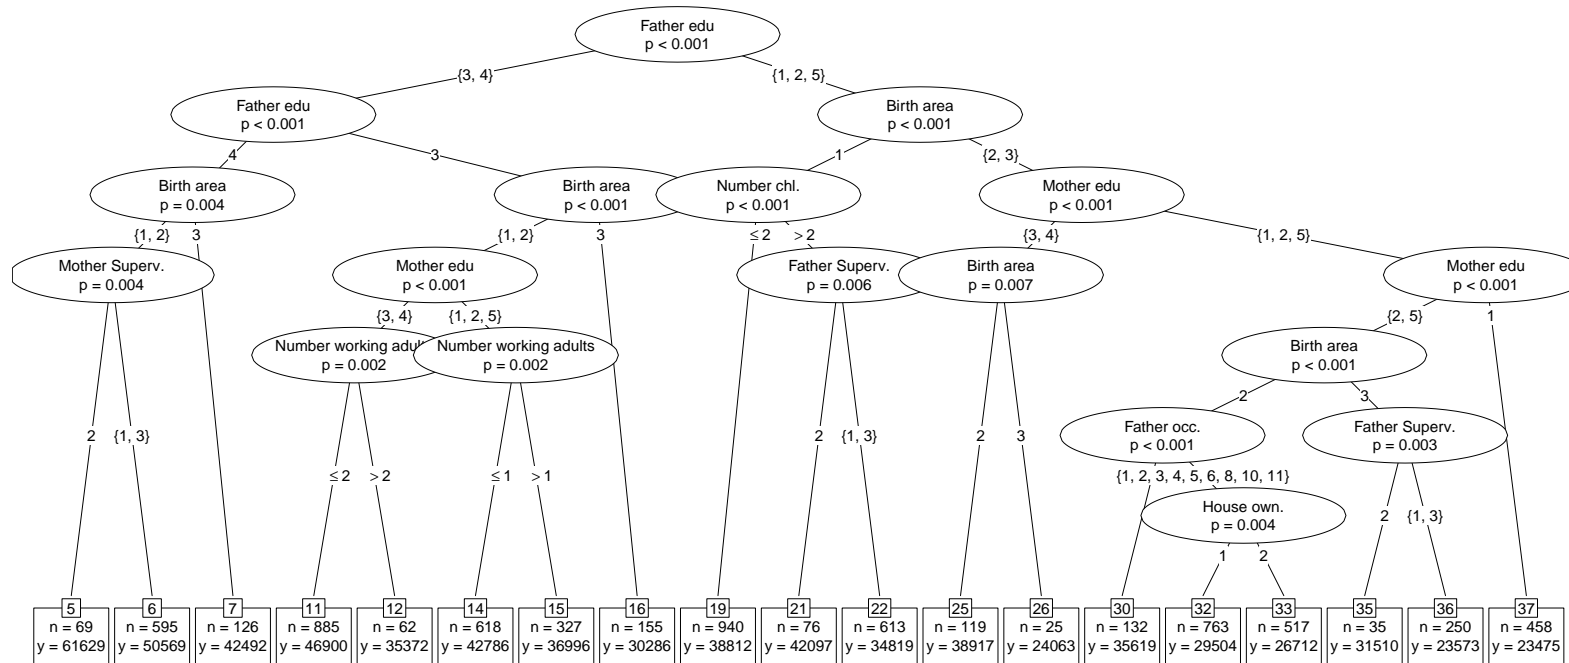 Father edu
p < 0.001
{3, 4}
{1, 2, 5}
Father edu
p < 0.001
Birth area
p < 0.001
4
3
1
{2, 3}
Birth area
p = 0.004
Birth area
p < 0.001
Number chl.
p < 0.001
Mother edu
p < 0.001
{1, 2}
3
{1, 2}
3
≤ 2
> 2
{3, 4}
{1, 2, 5}
Mother Superv.
p = 0.004
Mother edu
p < 0.001
Father Superv.
p = 0.006
Birth area
p = 0.007
Mother edu
p < 0.001
{3, 4}
{1, 2, 5}
{2, 5}
1
Number working adult
p = 0.002
Number working adults
p = 0.002
Birth area
p < 0.001
2
3
Father occ.
p < 0.001
Father Superv.
p = 0.003
2
{1, 3}
2
{1, 3}
2
3
≤ 2
> 2
≤ 1
> 1
{1, 2, 3, 4, 5, 6, 8, 10, 11}
House own.
p = 0.004
2
{1, 3}
1
2
5
n = 69
y = 61629
6
n = 595
y = 50569
7
n = 126
y = 42492
11
n = 885
y = 46900
12
n = 62
y = 35372
14
n = 618
y = 42786
15
n = 327
y = 36996
16
n = 155
y = 30286
19
n = 940
y = 38812
21
n = 76
y = 42097
22
n = 613
y = 34819
25
n = 119
y = 38917
26
n = 25
y = 24063
30
n = 132
y = 35619
32
n = 763
y = 29504
33
n = 517
y = 26712
35
n = 35
y = 31510
36
n = 250
y = 23573
37
n = 458
y = 23475